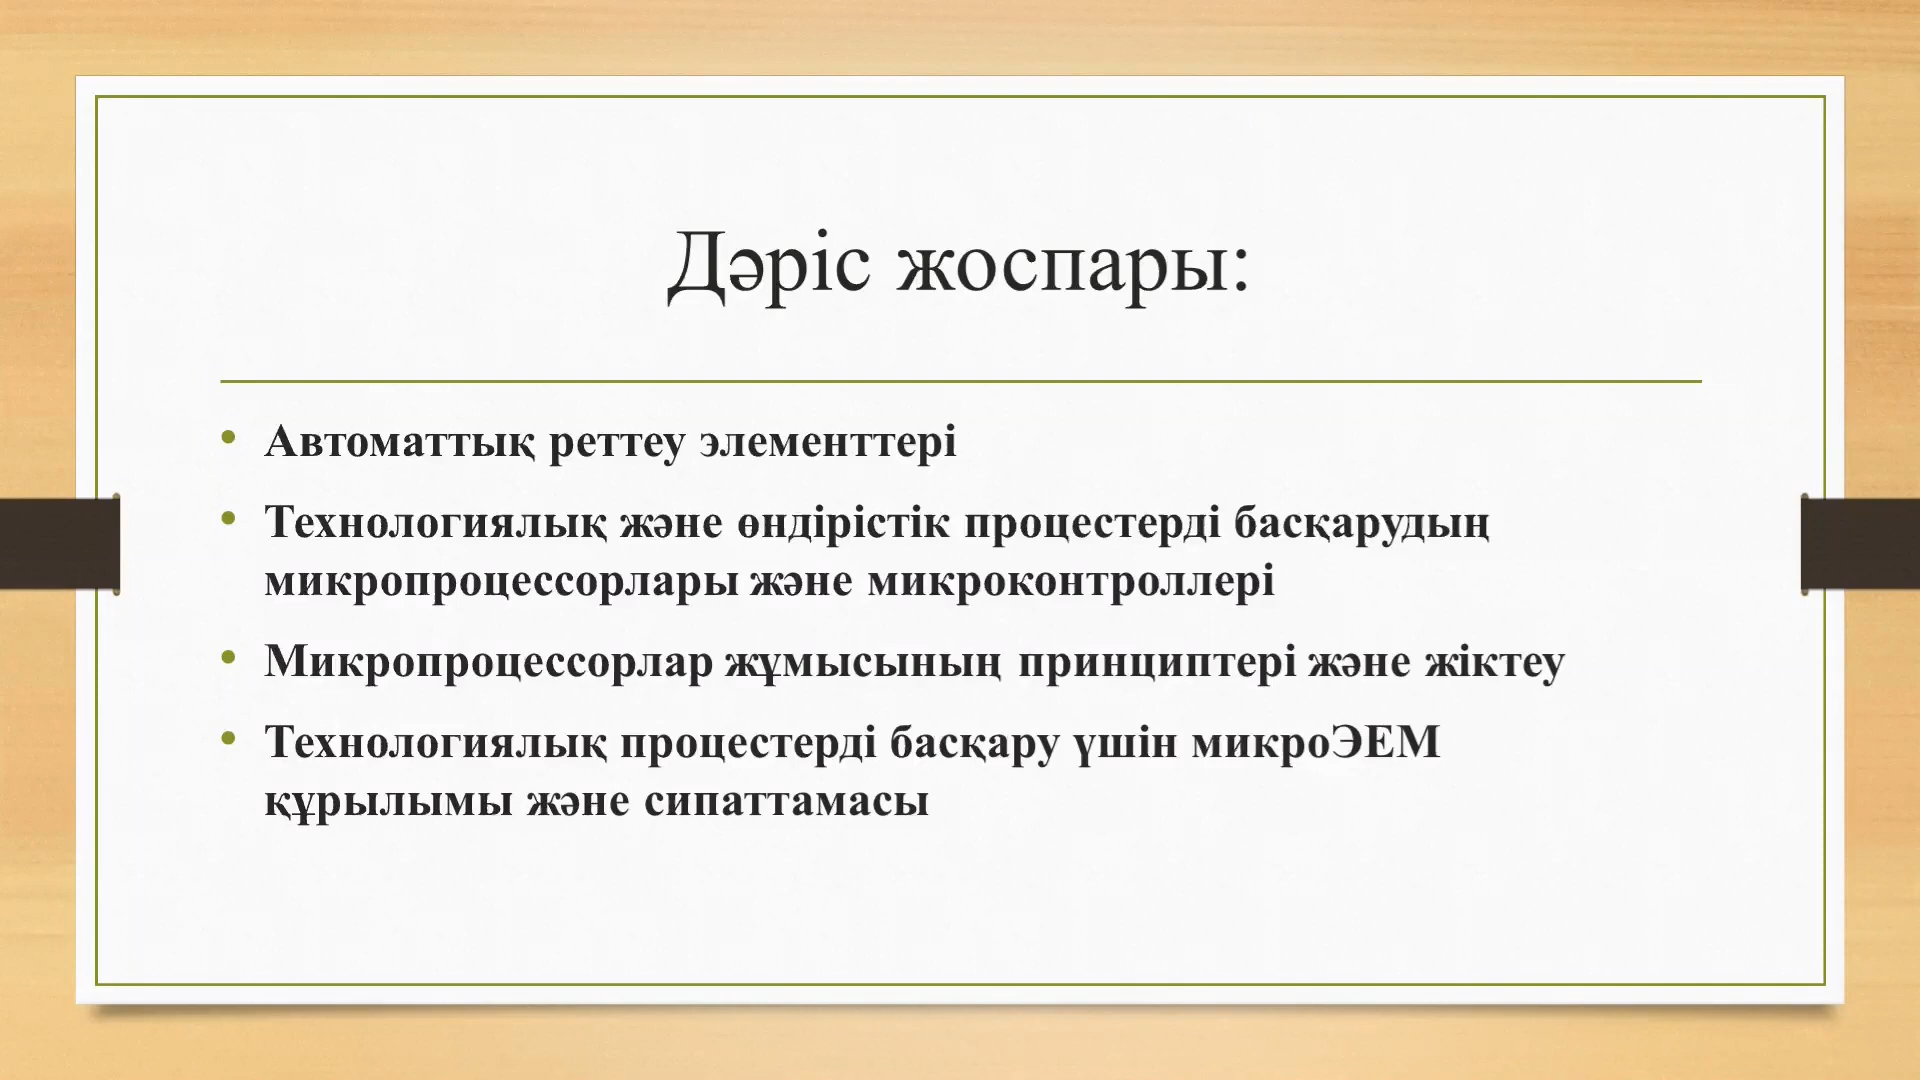 Дәріс жоспары:
• Автоматтық реттеу элементтері
• Технологиялық және өндірістік процестерді басқарудың
микропроцессорлары және микроконтроллері
• Микропроцессорлар жұмысының принциптері және жіктеу
• Технологиялық процестерді басқару үшін микроЭЕМ
құрылымы және сипаттамасы